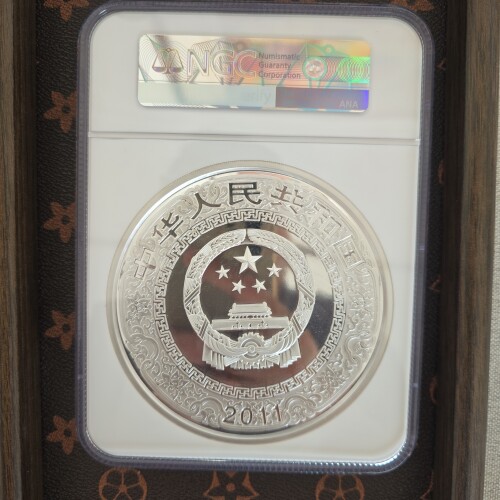 NGC
Numismatic
Guaranty
Corporation
ANA
中华人民共和国
2011